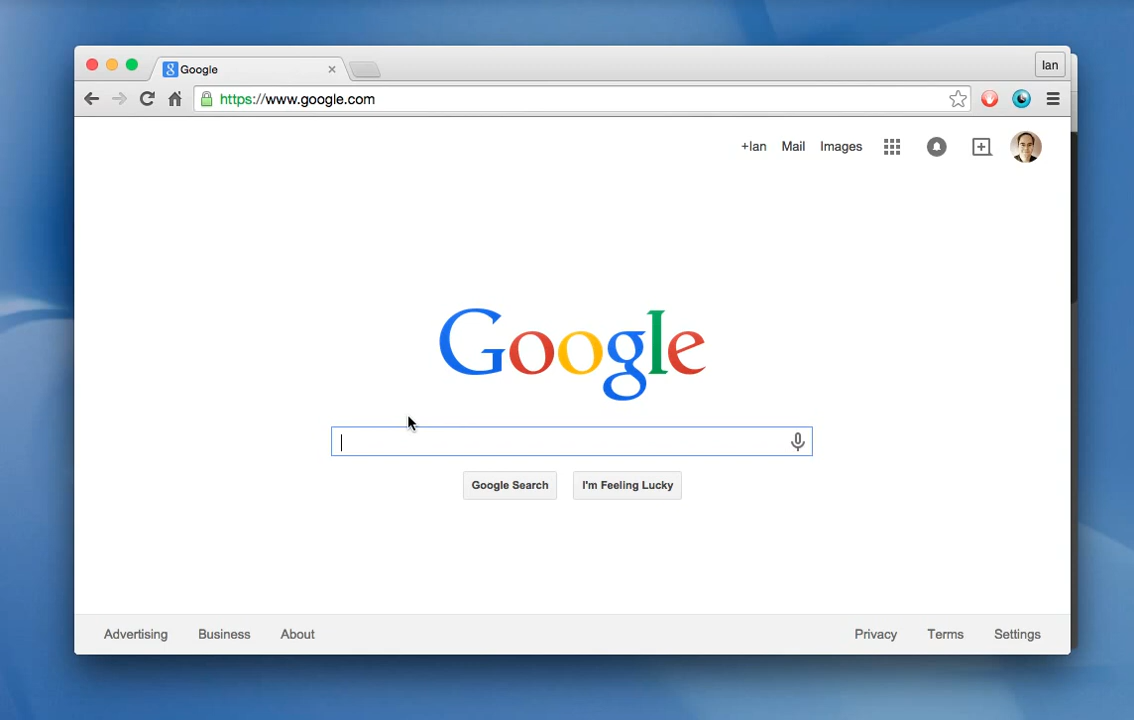 Google
Ian
https://www.google.com
+Ian Mail Images
Google
Google Search I'm Feeling Lucky
Advertising Business About Privacy Terms Settings